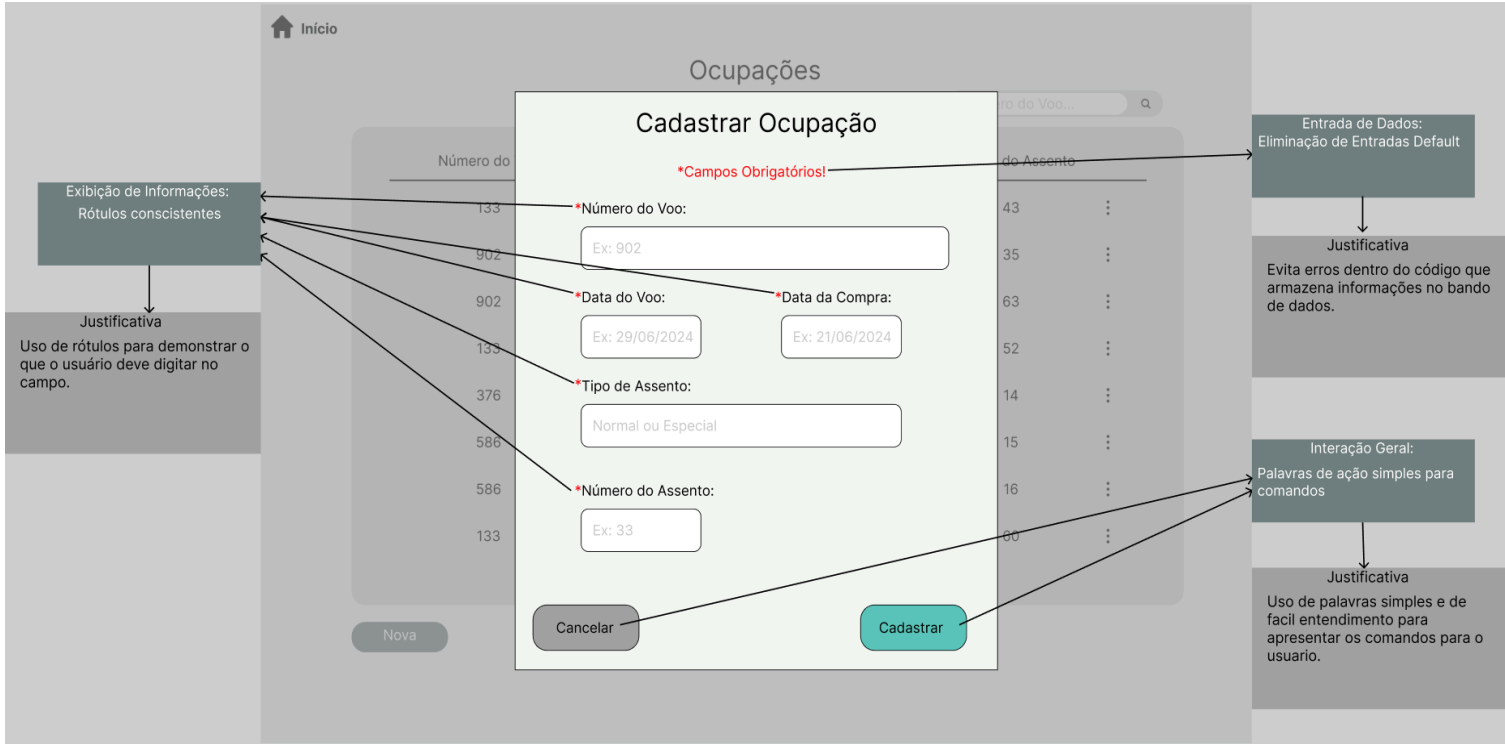 Início
Ocupações
ro do Voo...
Cadastrar Ocupação
*Campos Obrigatórios!
Número do
do Assento
133
43
902
35
902
63
133
52
376
14
586
15
586
16
133
60
*Número do Voo:
Ex: 902
*Data do Voo:
*Data da Compra:
Ex: 29/06/2024
Ex: 21/06/2024
*Tipo de Assento:
Normal ou Especial
*Número do Assento:
Ex: 33
Cancelar
Cadastrar
Nova
Exibição de Informações:
Rótulos conscistentes
Justificativa
Uso de rótulos para demonstrar o
que o usuário deve digitar no
campo.
Entrada de Dados:
Eliminação de Entradas Default
Justificativa
Evita erros dentro do código que
armazena informações no bando
de dados.
Interação Geral:
Palavras de ação simples para
comandos
Justificativa
Uso de palavras simples e de
facil entendimento para
apresentar os comandos para o
usuario.